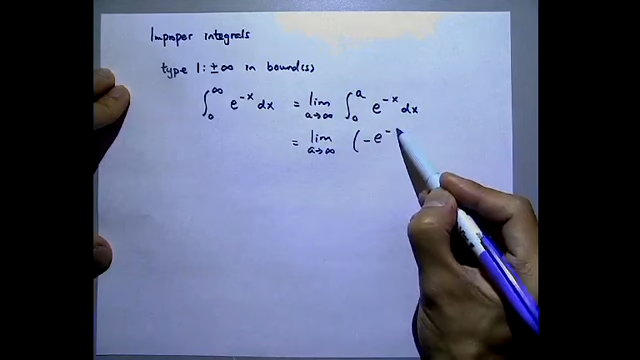 Improper integrals
type 1: ±∞ in bound(s)
∫₀^∞ e^{-x} dx = lim_{a→∞} ∫₀^a e^{-x} dx
= lim_{a→∞} (-e^-